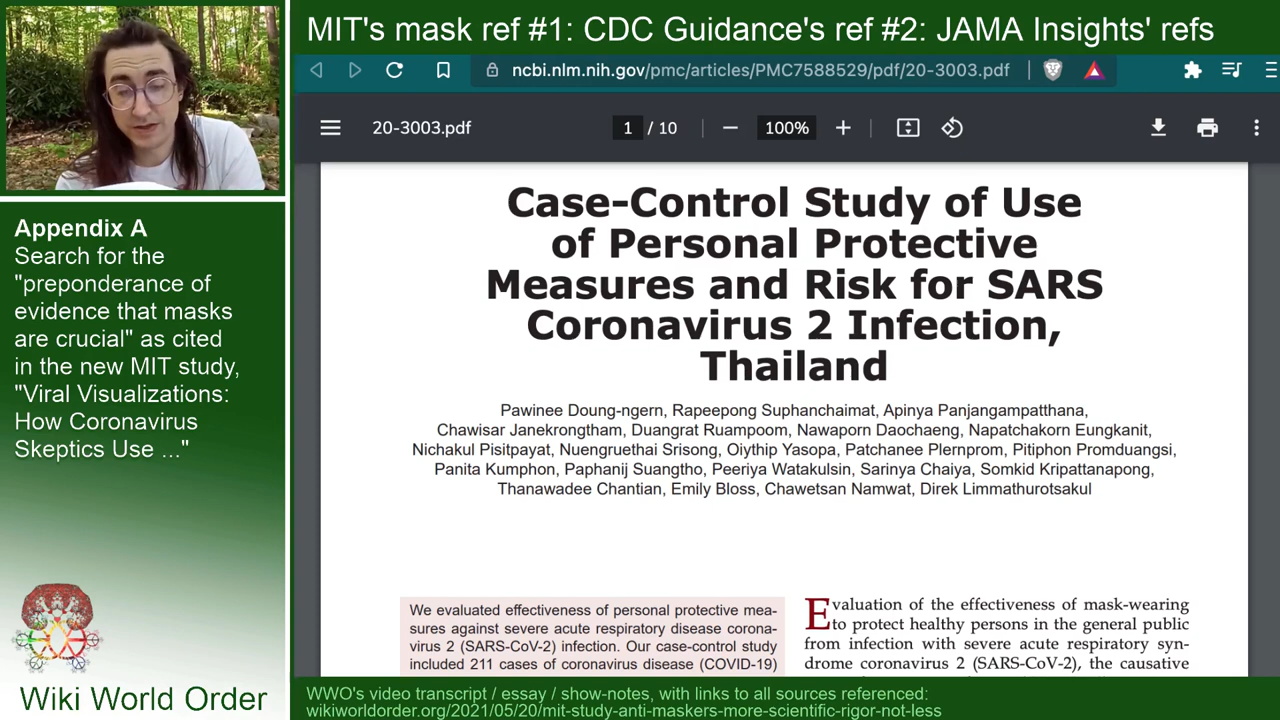 MIT's mask ref #1: CDC Guidance's ref #2: JAMA Insights' refs
ncbi.nlm.nih.gov/pmc/articles/PMC7588529/pdf/20-3003.pdf
20-3003.pdf
1 / 10
100%
Case-Control Study of Use
of Personal Protective
Measures and Risk for SARS
Coronavirus 2 Infection,
Thailand
Pawinee Doung-ngern, Rapeepong Suphanchaimat, Apinya Panjangampatthana,
Chawisar Janekrongtham, Duangrat Ruampoom, Nawaporn Daochaeng, Napatchakorn Eungkanit,
Nichakul Pisitpayat, Nuengruethai Srisong, Oiythip Yasopa, Patchanee Plernprom, Pitiphon Promduangsi,
Panita Kumphon, Paphanij Suangtho, Peeriya Watakulsin, Sarinya Chaiya, Somkid Kripattanapong,
Thanawadee Chantian, Emily Bloss, Chawetsan Namwat, Direk Limmathurotsakul
We evaluated effectiveness of personal protective mea-
sures against severe acute respiratory disease corona-
virus 2 (SARS-CoV-2) infection. Our case-control study
included 211 cases of coronavirus disease (COVID-19)
Evaluation of the effectiveness of mask-wearing
to protect healthy persons in the general public
from infection with severe acute respiratory syn-
drome coronavirus 2 (SARS-CoV-2), the causative
Appendix A
Search for the
"preponderance of
evidence that masks
are crucial" as cited
in the new MIT study,
"Viral Visualizations:
How Coronavirus
Skeptics Use ..."
Wiki World Order
WWO's video transcript / essay / show-notes, with links to all sources referenced:
wikiworldorder.org/2021/05/20/mit-study-anti-maskers-more-scientific-rigor-not-less